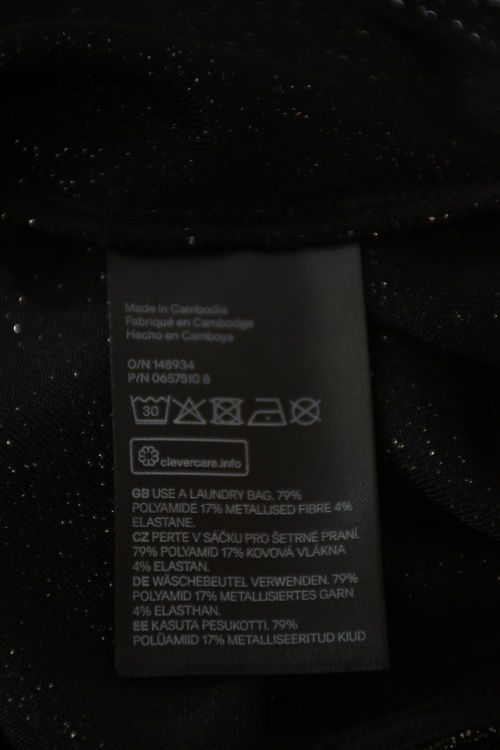 Made in Cambodia
Fabriqué en Cambodge
Hecho en Camboya
O/N 148934
P/N 0657510 8
30
clevercare.info
GB USE A LAUNDRY BAG. 79%
POLYAMIDE 17% METALLISED FIBRE 4%
ELASTANE.
CZ PERTE V SÁČKU PRO ŠETRNÉ PRANÍ.
79% POLYAMID 17% KOVOVÁ VLÁKNA
4% ELASTAN.
DE WÄSCHEBEUTEL VERWENDEN. 79%
POLYAMID 17% METALLISIERTES GARN
4% ELASTHAN.
EE KASUTA PESUKOTTI. 79%
POLÜAMIID 17% METALLISEERITUD KIUD